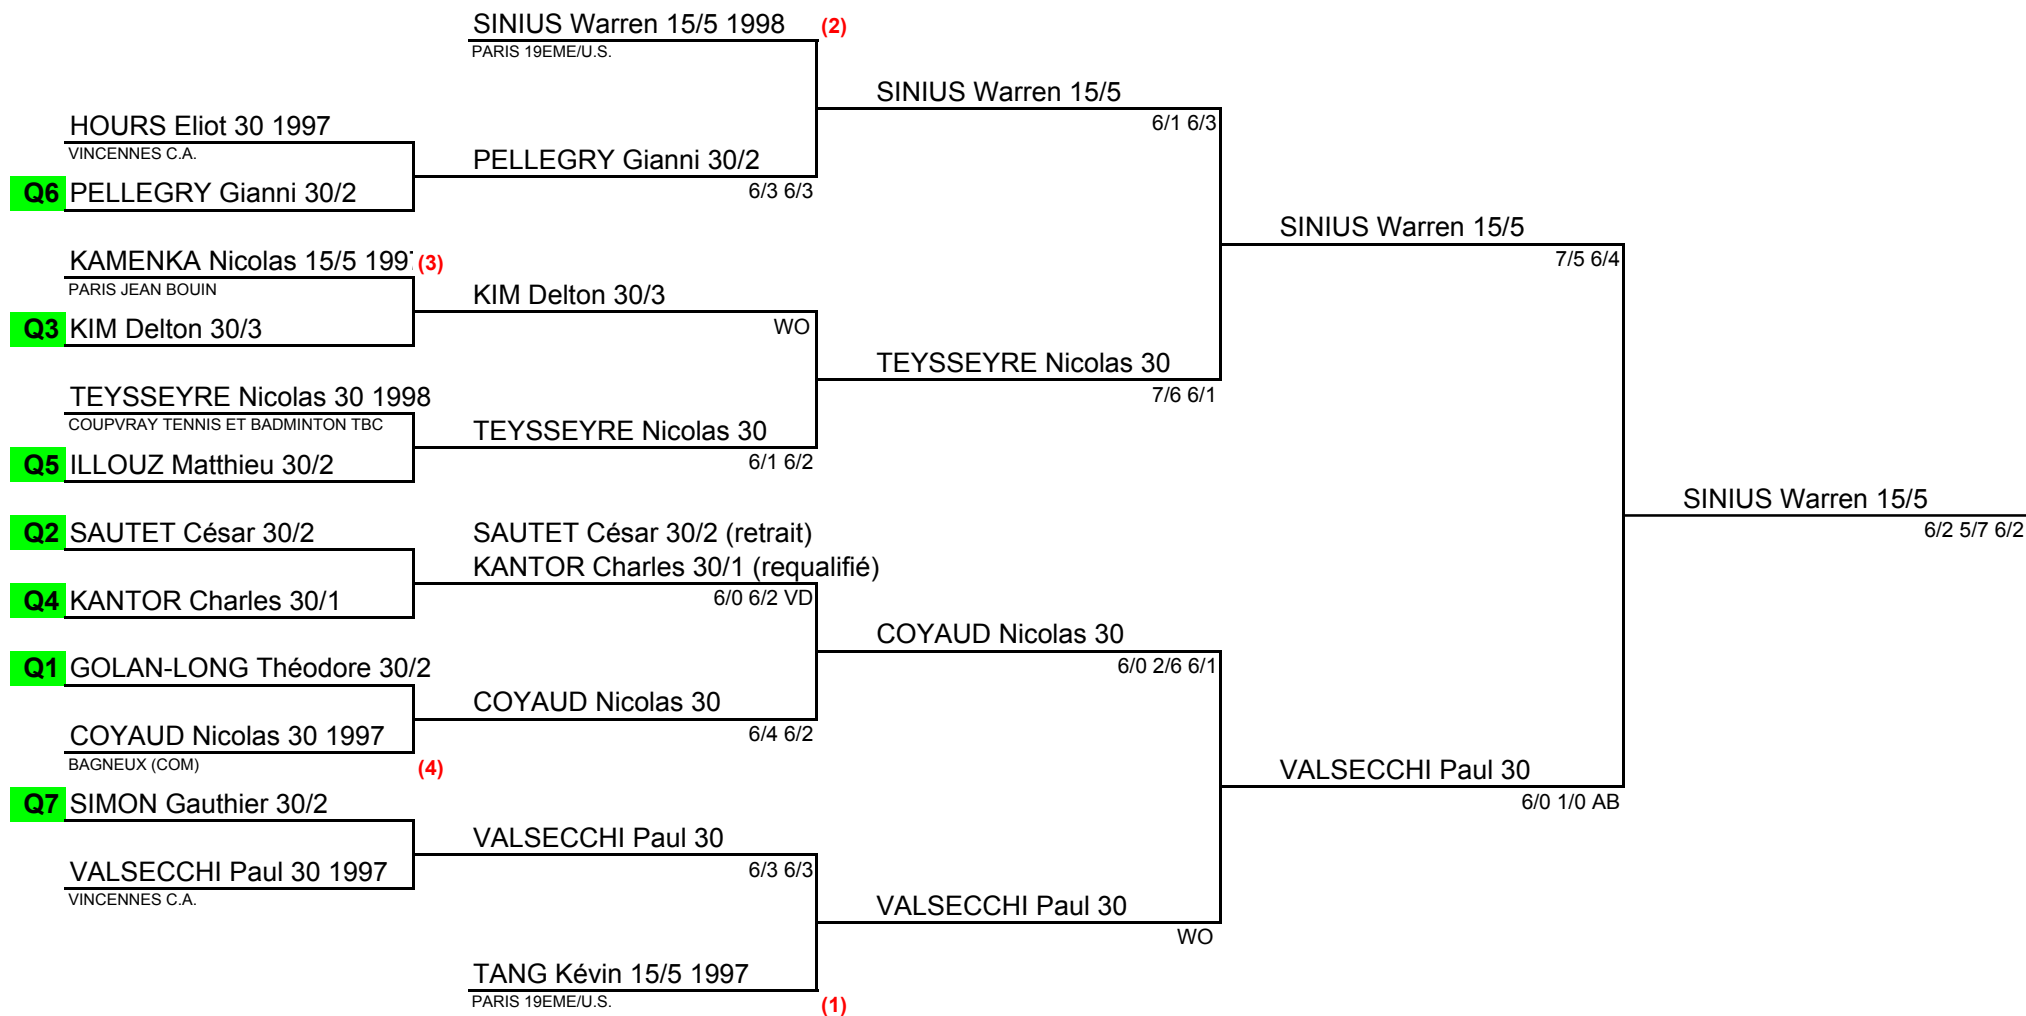 SINIUS Warren 15/5 1998 (2)
PARIS 19EME/U.S.
SINIUS Warren 15/5
6/1 6/3
HOURS Eliot 30 1997
VINCENNES C.A.
PELLEGRY Gianni 30/2
6/3 6/3
Q6 PELLEGRY Gianni 30/2
SINIUS Warren 15/5
7/5 6/4
KAMENKA Nicolas 15/5 1997 (3)
PARIS JEAN BOUIN
KIM Delton 30/3
WO
Q3 KIM Delton 30/3
TEYSSEYRE Nicolas 30
7/6 6/1
TEYSSEYRE Nicolas 30 1998
COUPVRAY TENNIS ET BADMINTON TBC
TEYSSEYRE Nicolas 30
6/1 6/2
Q5 ILLOUZ Matthieu 30/2
SINIUS Warren 15/5
6/2 5/7 6/2
Q2 SAUTET César 30/2
SAUTET César 30/2 (retrait)
KANTOR Charles 30/1 (requalifié)
6/0 6/2 VD
Q4 KANTOR Charles 30/1
COYAUD Nicolas 30
6/0 2/6 6/1
Q1 GOLAN-LONG Théodore 30/2
COYAUD Nicolas 30
6/4 6/2
COYAUD Nicolas 30 1997
BAGNEUX (COM)
(4)
VALSECCHI Paul 30
6/0 1/0 AB
Q7 SIMON Gauthier 30/2
VALSECCHI Paul 30
6/3 6/3
VALSECCHI Paul 30 1997
VINCENNES C.A.
VALSECCHI Paul 30
WO
TANG Kévin 15/5 1997
PARIS 19EME/U.S.
(1)